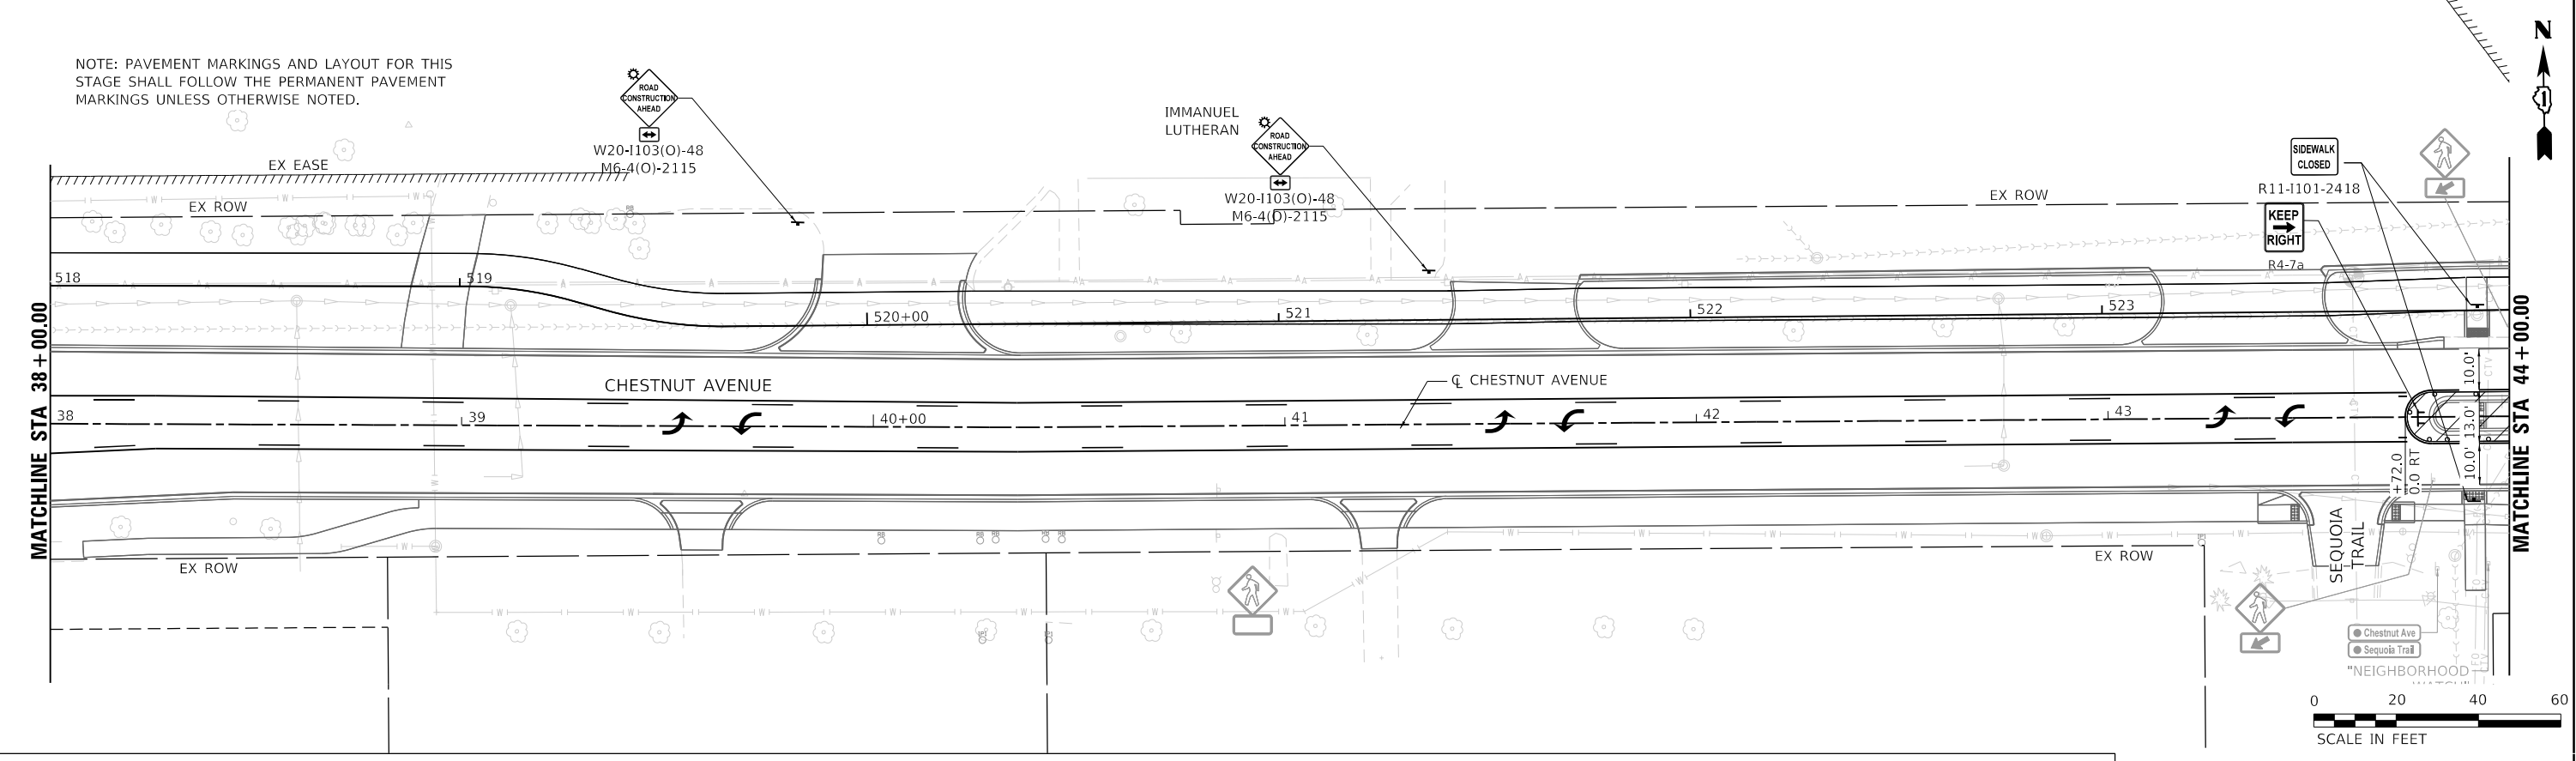 NOTE: PAVEMENT MARKINGS AND LAYOUT FOR THIS
STAGE SHALL FOLLOW THE PERMANENT PAVEMENT
MARKINGS UNLESS OTHERWISE NOTED.
ROAD
CONSTRUCTION
AHEAD
W20-I103(O)-48
M6-4(O)-2115
IMMANUEL
LUTHERAN
ROAD
CONSTRUCTION
AHEAD
W20-I103(O)-48
M6-4(O)-2115
SIDEWALK
CLOSED
R11-I101-2418
KEEP
RIGHT
R4-7a
N
EX EASE
EX ROW
EX ROW
518
519
520+00
521
522
523
MATCHLINE STA 38+00.00
MATCHLINE STA 44+00.00
CHESTNUT AVENUE
℄ CHESTNUT AVENUE
38
39
40+00
41
42
43
10.0'
13.0'
10.0'
+72.0
0.0 RT
SEQUOIA
TRAIL
EX ROW
EX ROW
Chestnut Ave
Sequoia Trail
"NEIGHBORHOOD
0 20 40 60
SCALE IN FEET